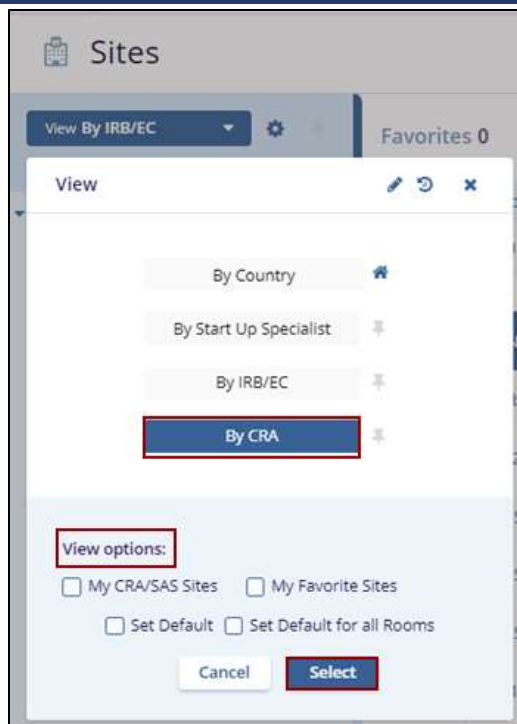 Sites
View By IRB/EC
Favorites 0
View
By Country
By Start Up Specialist
By IRB/EC
By CRA
View options:
My CRA/SAS Sites My Favorite Sites
Set Default Set Default for all Rooms
Cancel Select